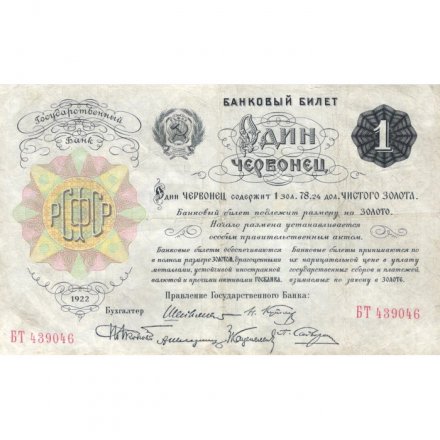 Государственный
Банк
БАНКОВЫЙ БИЛЕТ
Один
ЧЕРВОНЕЦ
1
Один ЧЕРВОНЕЦ содержит 1 зол. 78,24 дол. ЧИСТОГО ЗОЛОТА.
Банковый билет подлежит размену на ЗОЛОТО.
Начало размена устанавливается
особым правительственным актом.
РСФСР
Банковые билеты обеспечиваются
в полном размере ЗОЛОТОМ, драгоценными
металлами, устойчивой иностранной
валютой и прочими активами ГОСБАНКА.
Банковые билеты принимаются по
их нарицательной цене в уплату
государственных сборов и платежей,
взимаемых по закону в ЗОЛОТЕ.
1922
Правление Государственного Банка:
Бухгалтер
БТ 439046
БТ 439046